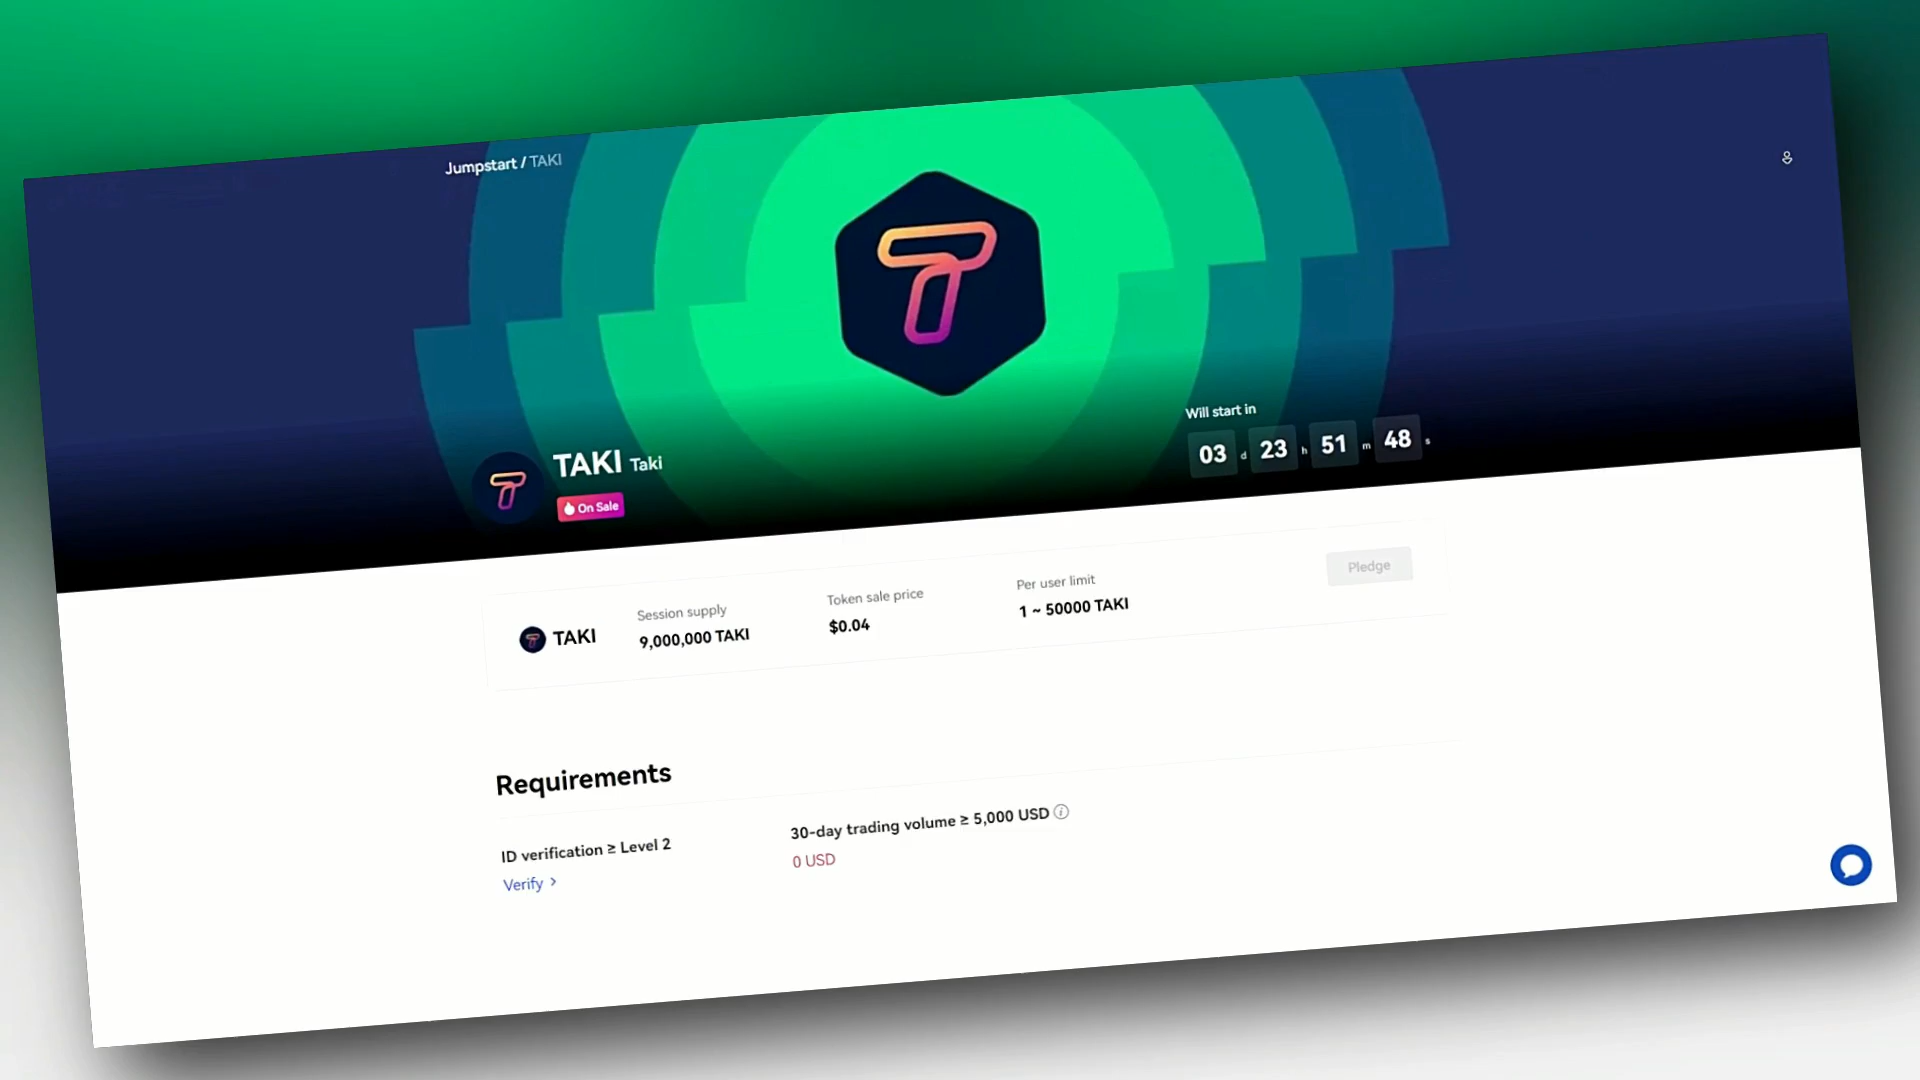 Jumpstart / TAKI
TAKI Taki
On Sale
Will start in
03 d 23 h 51 m 48 s
TAKI
Session supply
9,000,000 TAKI
Token sale price
$0.04
Per user limit
1 ~ 50000 TAKI
Pledge
Requirements
ID verification ≥ Level 2
Verify >
30-day trading volume ≥ 5,000 USD
0 USD